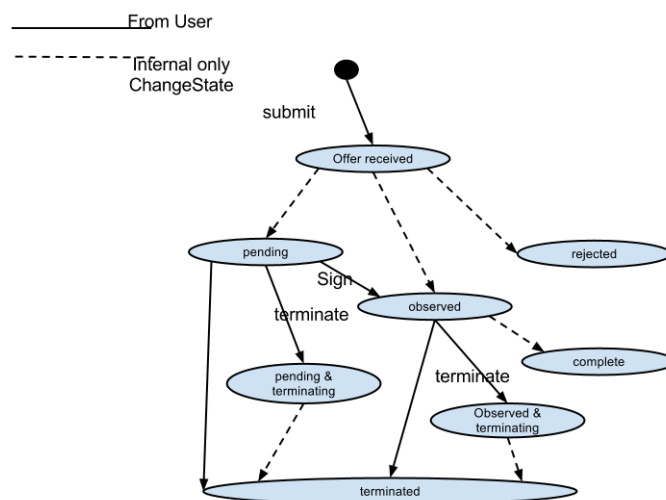 From User
Internal only
ChangeState
submit
Offer received
pending
rejected
Sign
observed
terminate
complete
pending &
terminating
terminate
Observed &
terminating
terminated